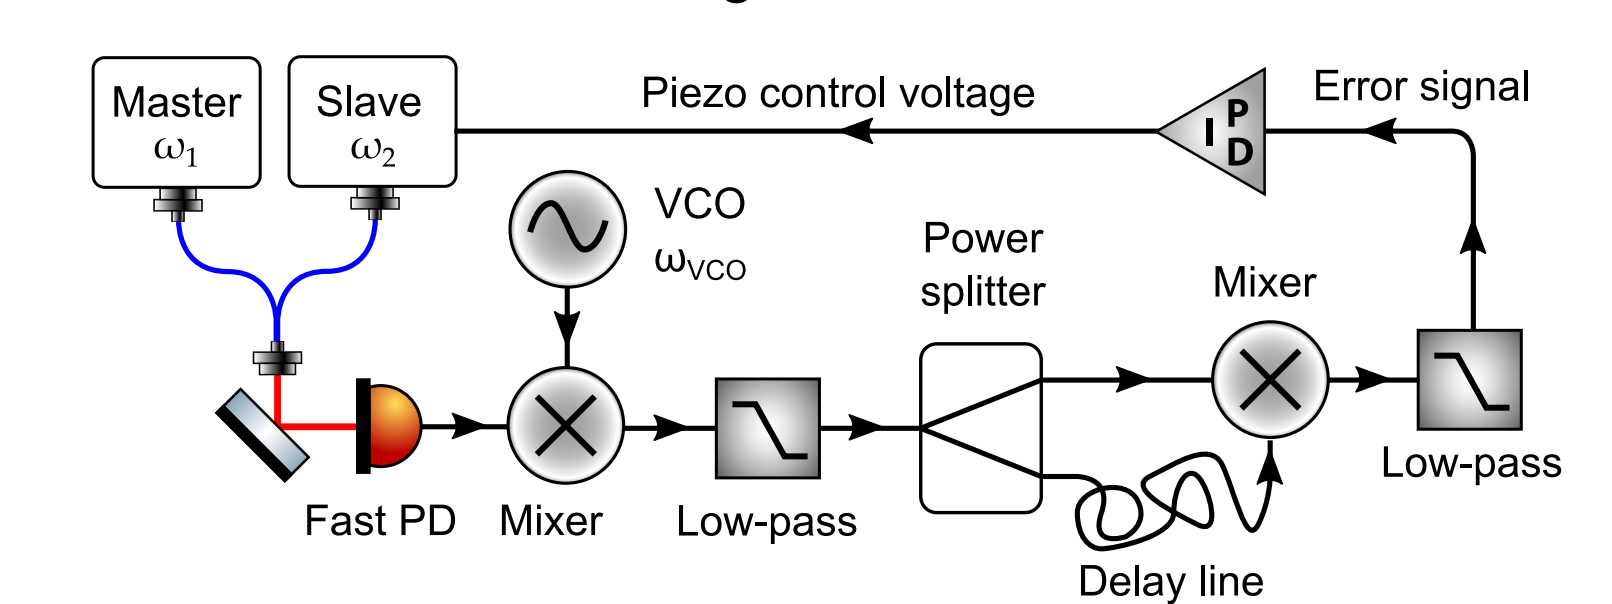 Master
ω1
Slave
ω2
Piezo control voltage
P
I
D
Error signal
VCO
ωVCO
Power
splitter
Mixer
Fast PD
Mixer
Low-pass
Delay line
Low-pass